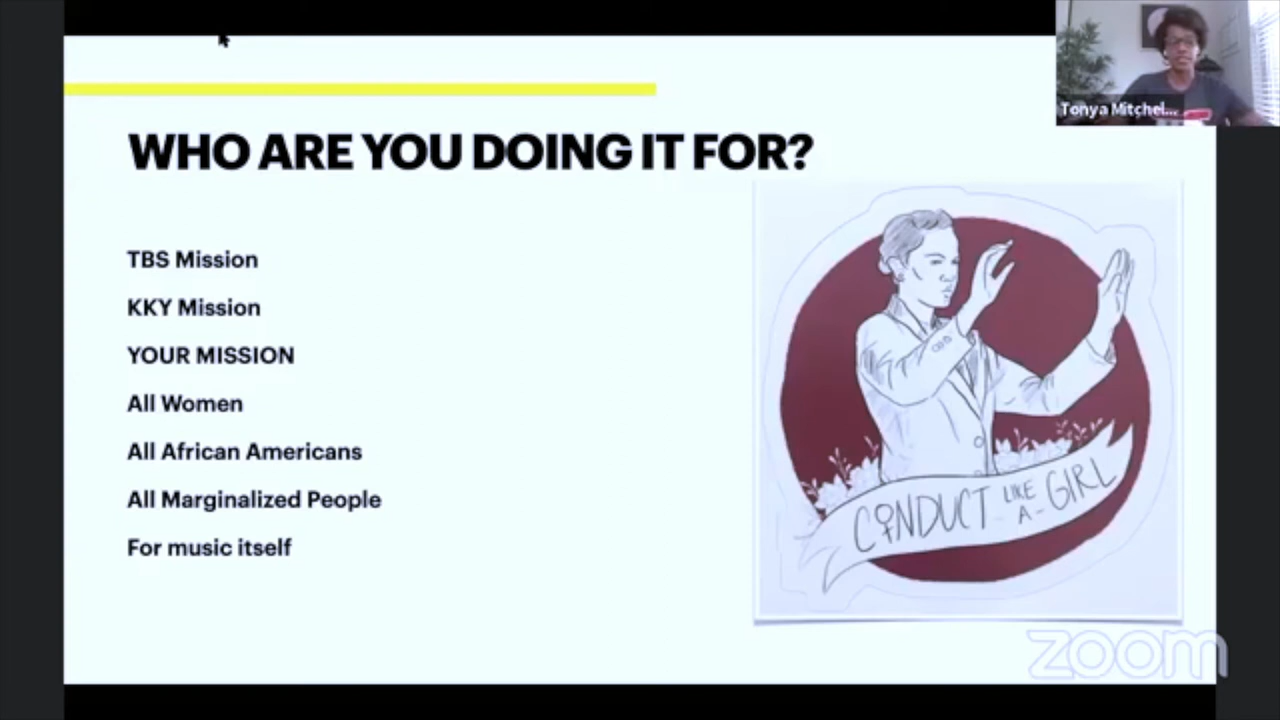 Tonya Mitchel...
WHO ARE YOU DOING IT FOR?
TBS Mission
KKY Mission
YOUR MISSION
All Women
All African Americans
All Marginalized People
For music itself
CONDUCT LIKE -A- GIRL
zoom